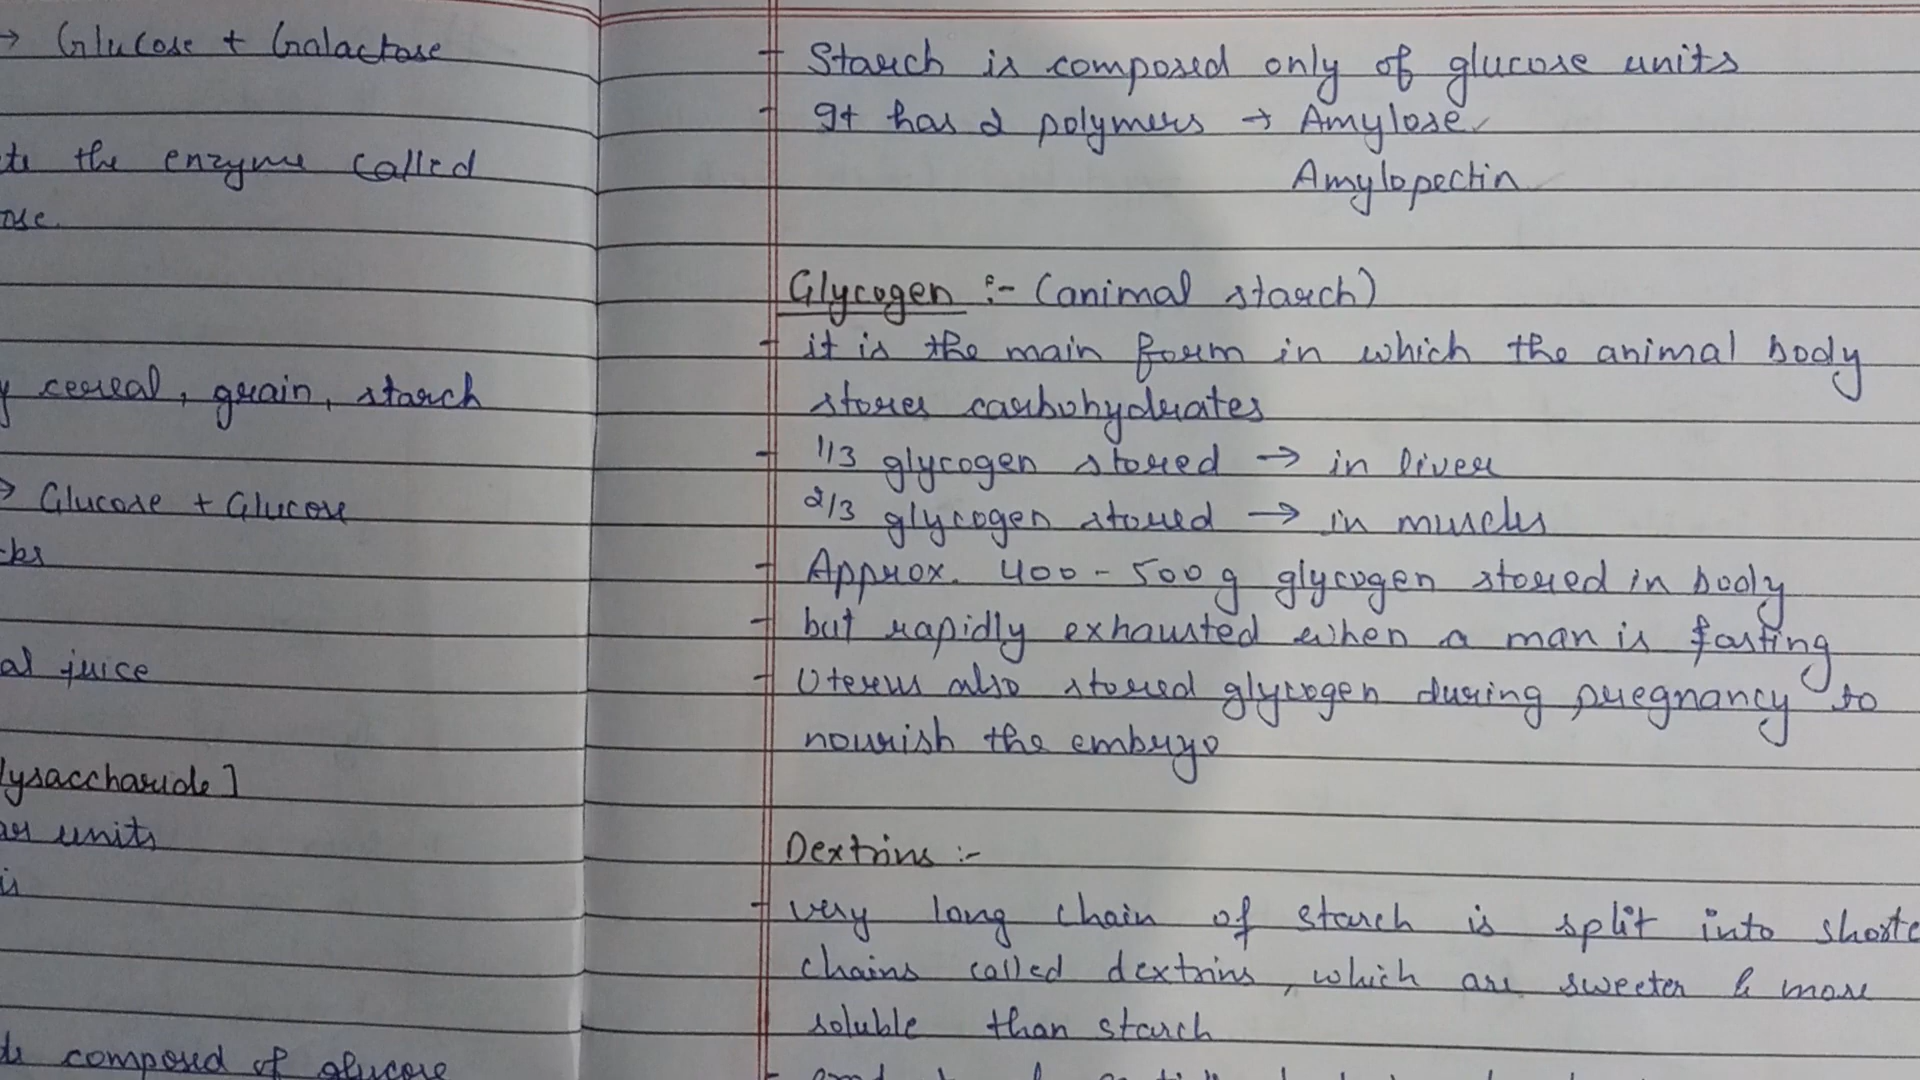 → Glucose + Galactose
the enzyme called
cereal, grain, starch
→ Glucose + Glucose
juice
lysaccharide]
units
is
composed of glucose
- Starch is composed only of glucose units
- It has 2 polymers → Amylose
Amylopectin
Glycogen :- (animal starch)
- it is the main form in which the animal body
stores carbohydrates
- 1/3 glycogen stored → in liver
2/3 glycogen stored → in muscles
- Approx. 400-500 g glycogen stored in body
- but rapidly exhausted when a man is fasting
- Uterus also stored glycogen during pregnancy to
nourish the embryo
Dextrins :-
- very long chain of starch is split into shorte
chains called dextrins, which are sweeter & more
soluble than starch